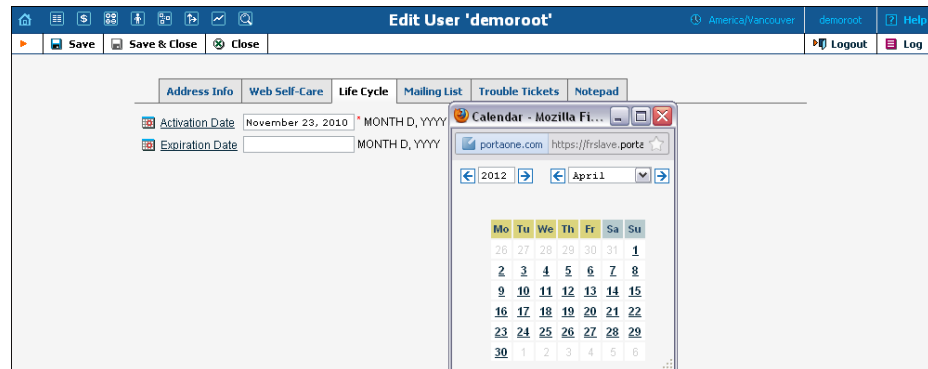 Edit User 'demoroot'
America/Vancouver
demoroot
? Help
Save
Save & Close
Close
Logout
Log
Address Info
Web Self-Care
Life Cycle
Mailing List
Trouble Tickets
Notepad
Activation Date November 23, 2010 * MONTH D, YYYY
Expiration Date MONTH D, YYYY
Calendar - Mozilla Fi...
portaone.com https://frslave.porta
2012 April
Mo Tu We Th Fr Sa Su
26 27 28 29 30 31 1
2 3 4 5 6 7 8
9 10 11 12 13 14 15
16 17 18 19 20 21 22
23 24 25 26 27 28 29
30 1 2 3 4 5 6